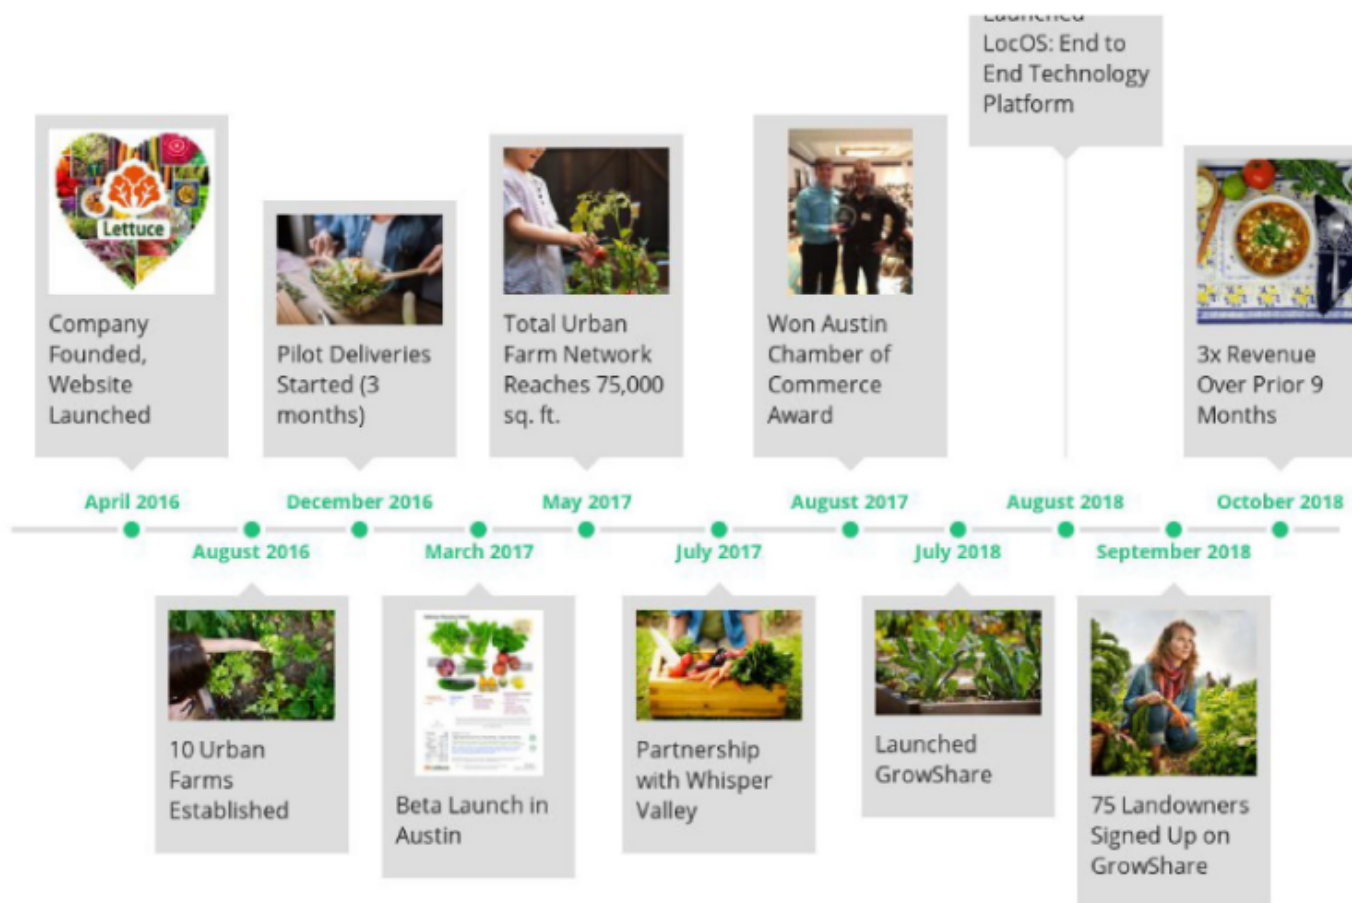 Launched
LocOS: End to
End Technology
Platform
Lettuce
Company
Founded,
Website
Launched
Pilot Deliveries
Started (3
months)
Total Urban
Farm Network
Reaches 75,000
sq. ft.
Won Austin
Chamber of
Commerce
Award
3x Revenue
Over Prior 9
Months
April 2016
December 2016
May 2017
August 2017
August 2018
October 2018
August 2016
March 2017
July 2017
July 2018
September 2018
10 Urban
Farms
Established
Beta Launch in
Austin
Partnership
with Whisper
Valley
Launched
GrowShare
75 Landowners
Signed Up on
GrowShare